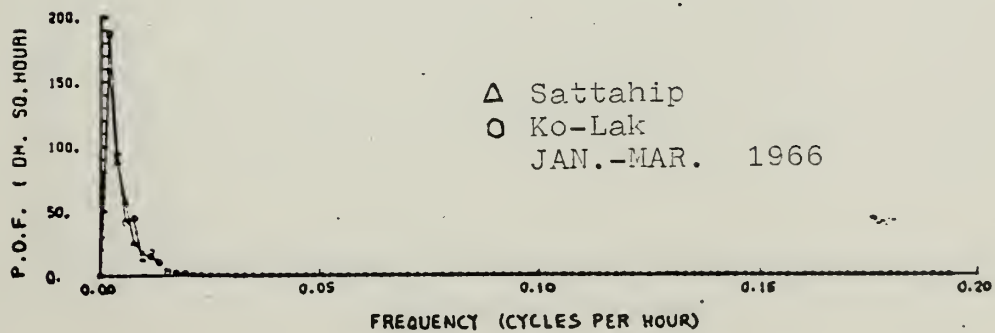 P.O.F. ( DM. SQ.HOUR)
200.
150.
100.
50.
0.
Δ Sattahip
O Ko-Lak
JAN.-MAR. 1966
0.00 0.05 0.10 0.15 0.20
FREQUENCY (CYCLES PER HOUR)